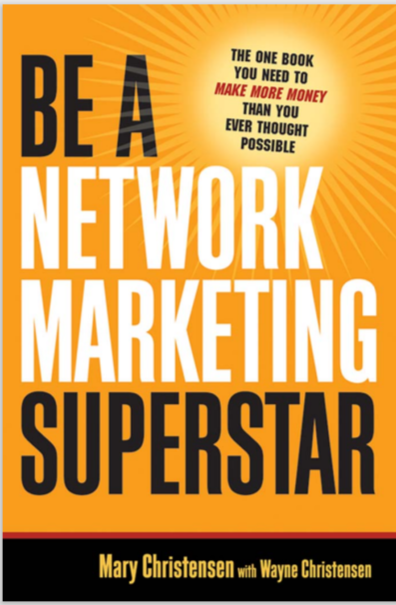 THE ONE BOOK
YOU NEED TO
MAKE MORE MONEY
THAN YOU
EVER THOUGHT
POSSIBLE
BE A
NETWORK
MARKETING
SUPERSTAR
Mary Christensen with Wayne Christensen